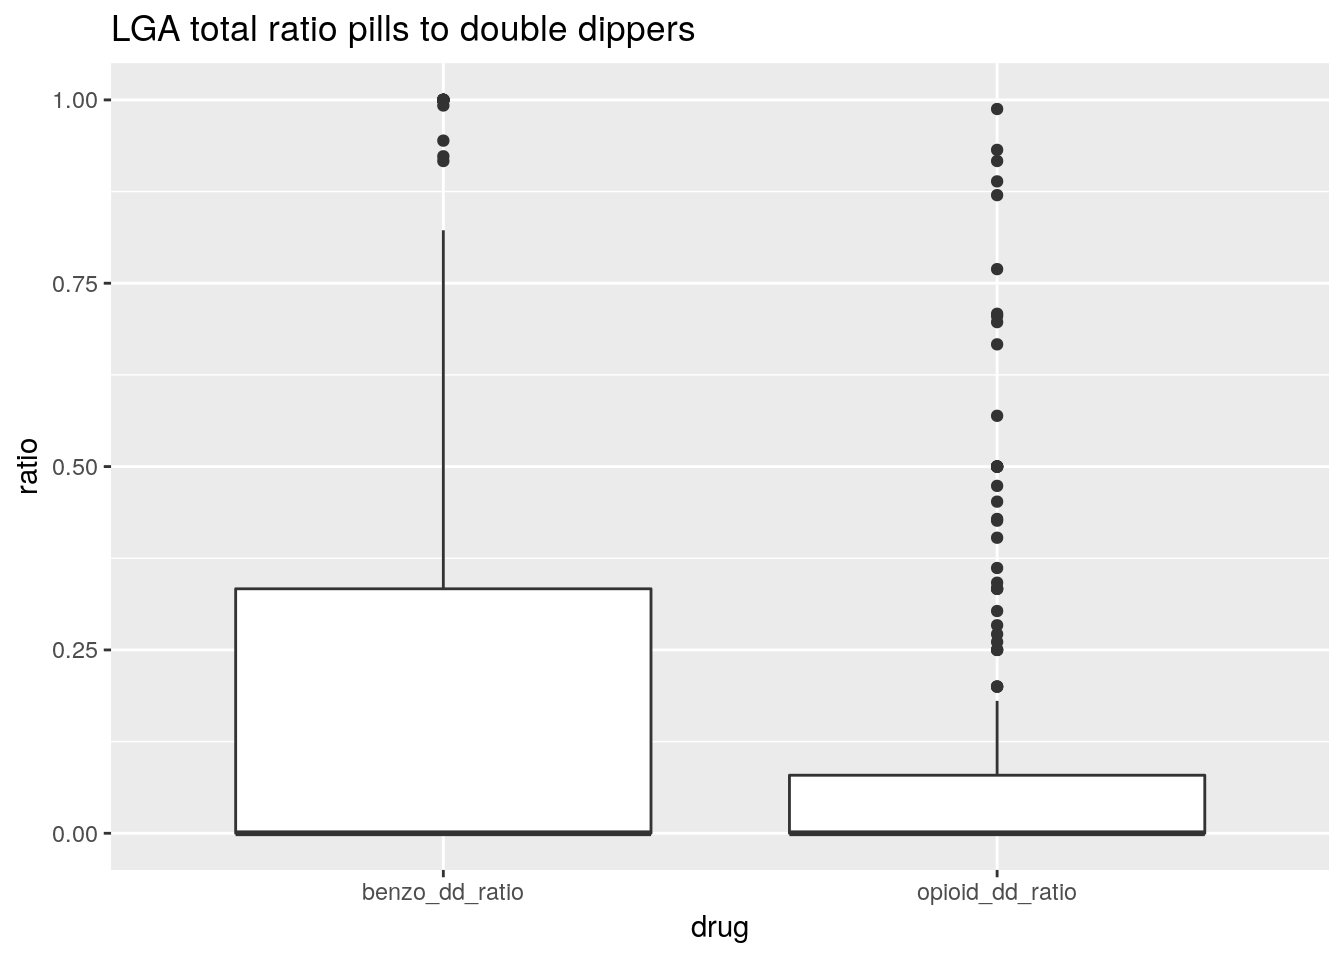 LGA total ratio pills to double dippers
1.00
0.75
0.50
0.25
0.00
ratio
benzo_dd_ratio opioid_dd_ratio
drug